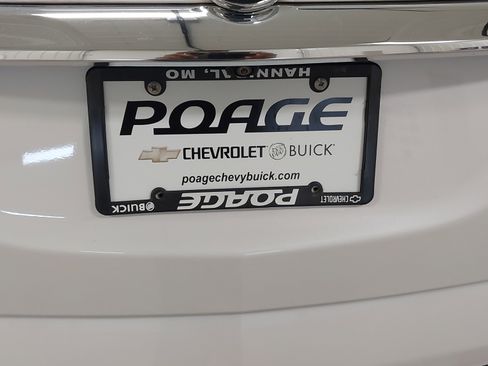 HANNIBAL, MO
POAGE
CHEVROLET BUICK
poagechevybuick.com
BUICK POAGE CHEVROLET